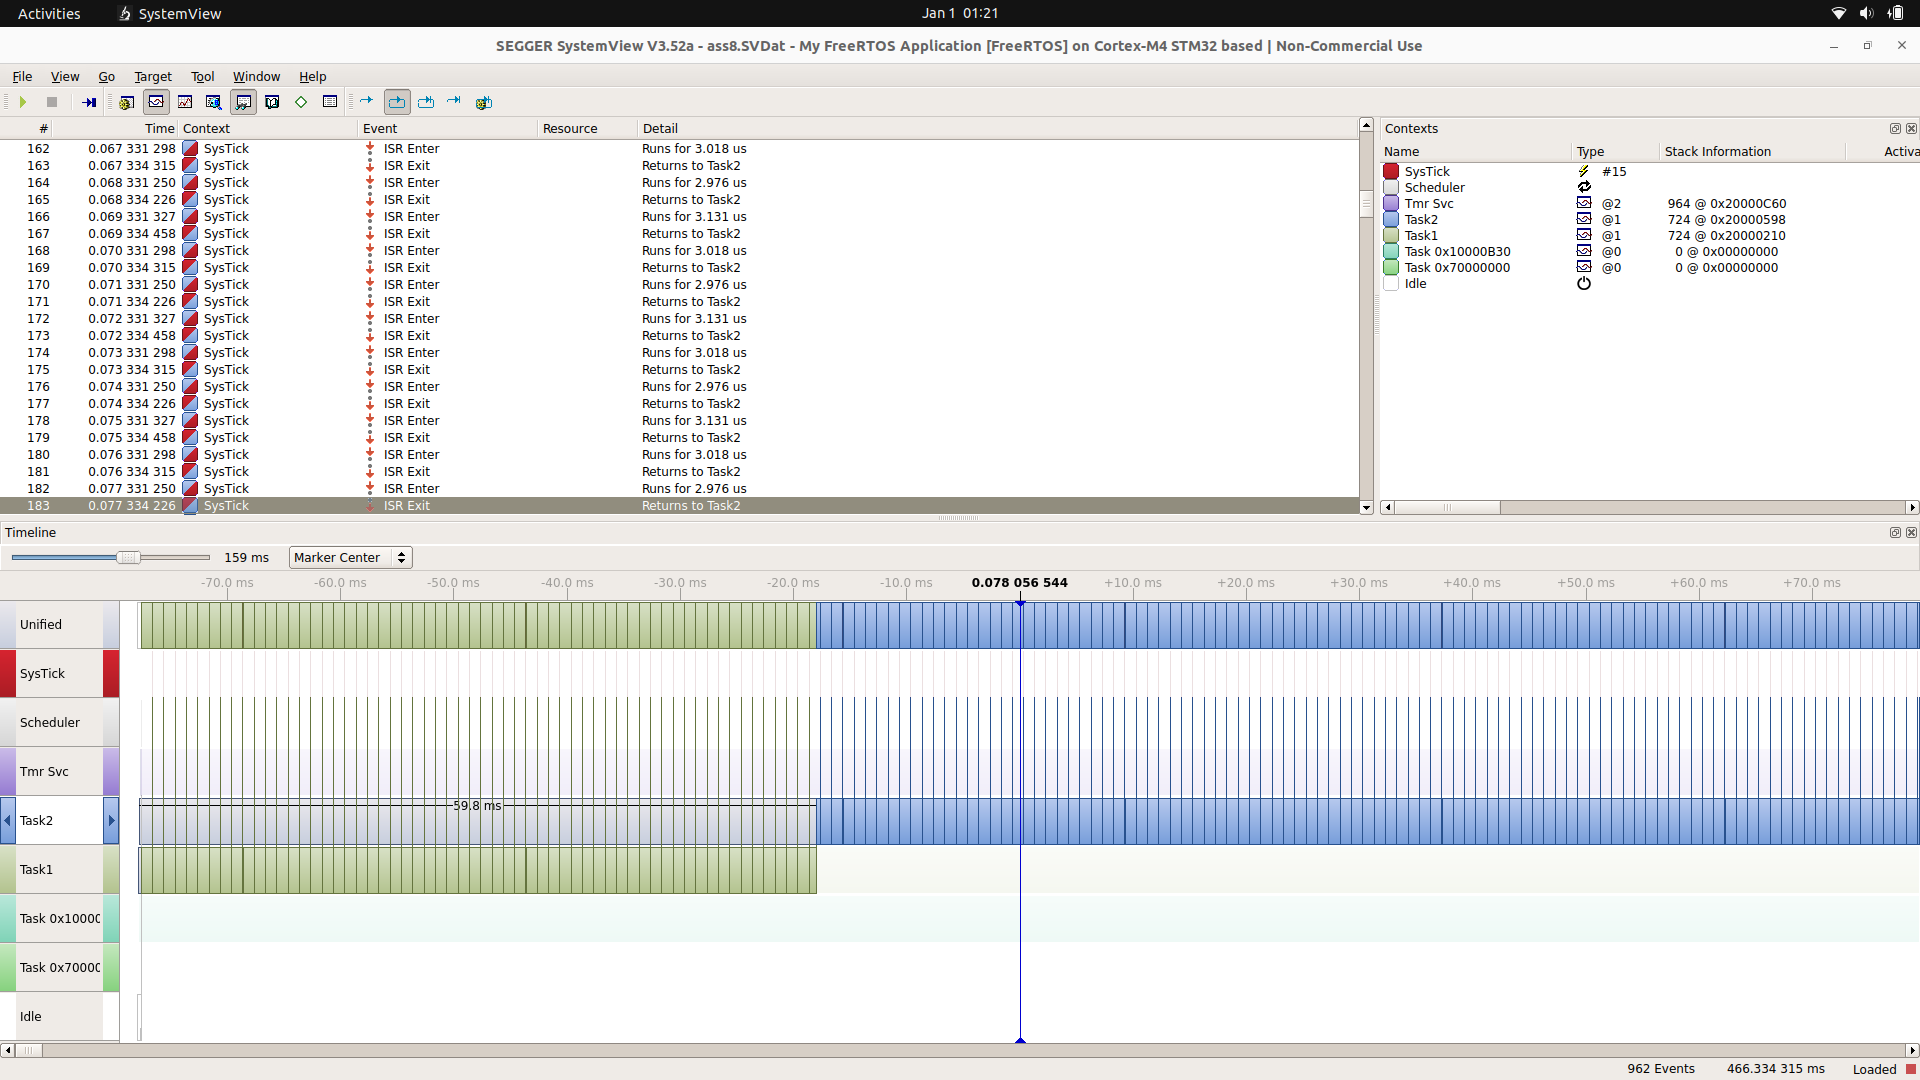 Activities SystemView Jan 1 01:21
SEGGER SystemView V3.52a - ass8.SVDat - My FreeRTOS Application [FreeRTOS] on Cortex-M4 STM32 based | Non-Commercial Use
File View Go Target Tool Window Help
# Time Context Event Resource Detail
162 0.067 331 298 SysTick ISR Enter Runs for 3.018 us
163 0.067 334 315 SysTick ISR Exit Returns to Task2
164 0.068 331 250 SysTick ISR Enter Runs for 2.976 us
165 0.068 334 226 SysTick ISR Exit Returns to Task2
166 0.069 331 327 SysTick ISR Enter Runs for 3.131 us
167 0.069 334 458 SysTick ISR Exit Returns to Task2
168 0.070 331 298 SysTick ISR Enter Runs for 3.018 us
169 0.070 334 315 SysTick ISR Exit Returns to Task2
170 0.071 331 250 SysTick ISR Enter Runs for 2.976 us
171 0.071 334 226 SysTick ISR Exit Returns to Task2
172 0.072 331 327 SysTick ISR Enter Runs for 3.131 us
173 0.072 334 458 SysTick ISR Exit Returns to Task2
174 0.073 331 298 SysTick ISR Enter Runs for 3.018 us
175 0.073 334 315 SysTick ISR Exit Returns to Task2
176 0.074 331 250 SysTick ISR Enter Runs for 2.976 us
177 0.074 334 226 SysTick ISR Exit Returns to Task2
178 0.075 331 327 SysTick ISR Enter Runs for 3.131 us
179 0.075 334 458 SysTick ISR Exit Returns to Task2
180 0.076 331 298 SysTick ISR Enter Runs for 3.018 us
181 0.076 334 315 SysTick ISR Exit Returns to Task2
182 0.077 331 250 SysTick ISR Enter Runs for 2.976 us
183 0.077 334 226 SysTick ISR Exit Returns to Task2
Contexts
Name Type Stack Information Activa
SysTick #15
Scheduler
Tmr Svc @2 964 @ 0x20000C60
Task2 @1 724 @ 0x20000598
Task1 @1 724 @ 0x20000210
Task 0x10000B30 @0 0 @ 0x00000000
Task 0x70000000 @0 0 @ 0x00000000
Idle
Timeline
159 ms Marker Center
-70.0 ms -60.0 ms -50.0 ms -40.0 ms -30.0 ms -20.0 ms -10.0 ms 0.078 056 544 +10.0 ms +20.0 ms +30.0 ms +40.0 ms +50.0 ms +60.0 ms +70.0 ms
Unified
SysTick
Scheduler
Tmr Svc
59.8 ms
Task2
Task1
Task 0x1000
Task 0x7000
Idle
962 Events 466.334 315 ms Loaded